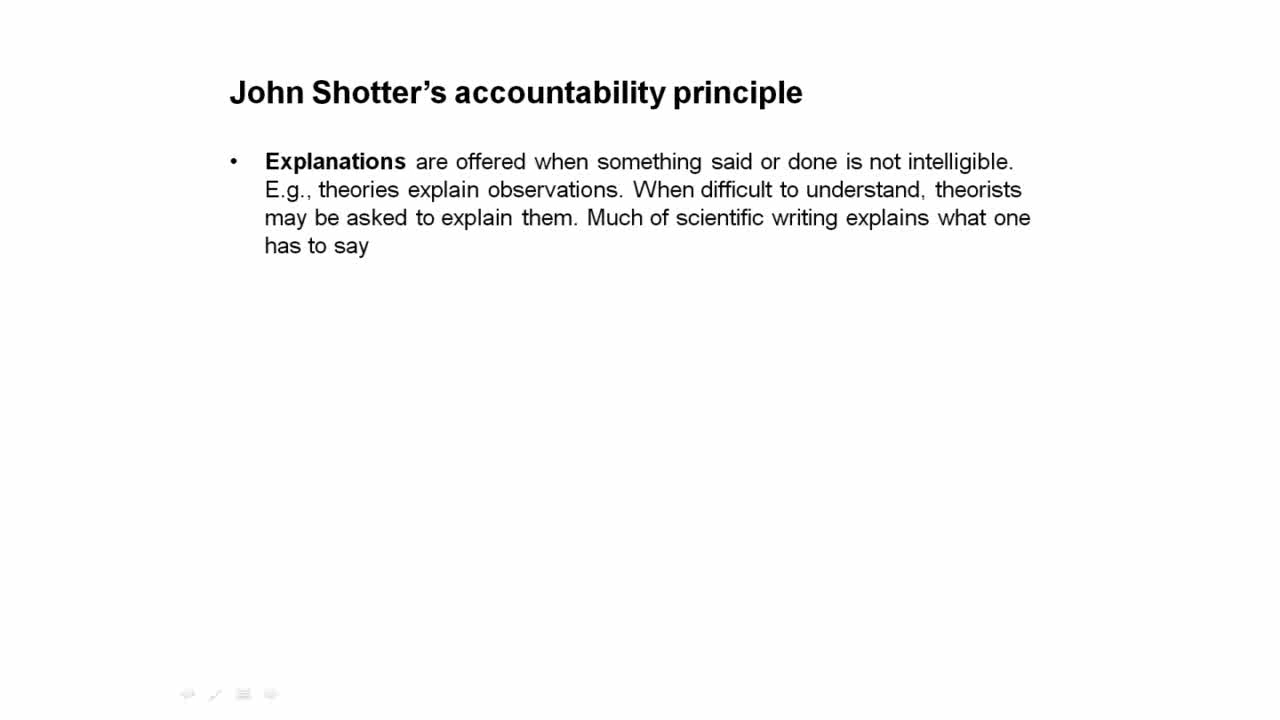 John Shotter’s accountability principle
• Explanations are offered when something said or done is not intelligible.
E.g., theories explain observations. When difficult to understand, theorists
may be asked to explain them. Much of scientific writing explains what one
has to say